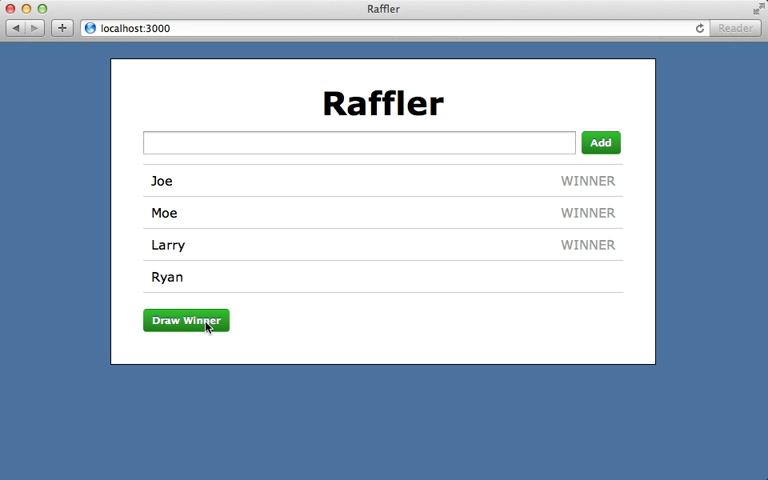 Raffler
localhost:3000
Reader
Raffler
Add
Joe WINNER
Moe WINNER
Larry WINNER
Ryan
Draw Winner